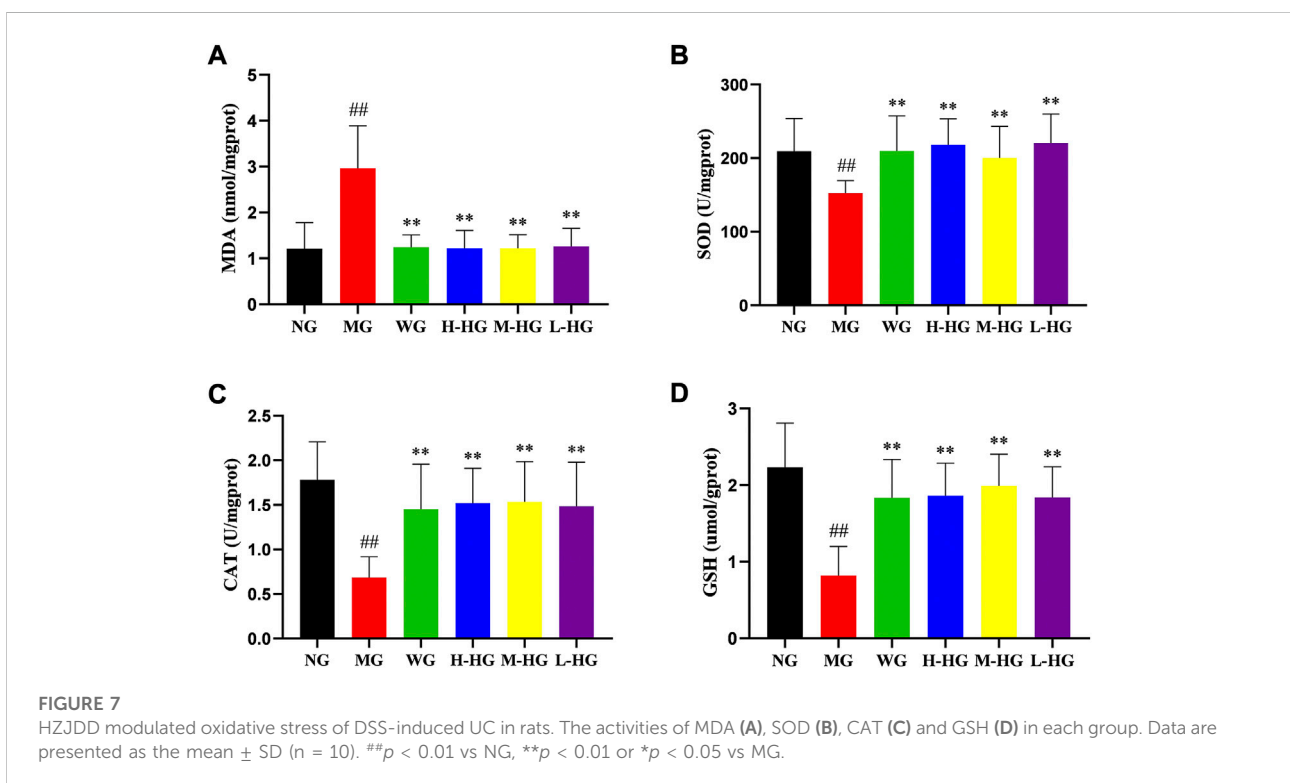 A
MDA (nmol/mgprot)
5
4
3
2
1
0
##
**
**
**
**
NG MG WG H-HG M-HG L-HG
B
SOD (U/mgprot)
300
200
100
0
##
**
**
**
**
NG MG WG H-HG M-HG L-HG
C
CAT (U/mgprot)
2.5
2.0
1.5
1.0
0.5
0.0
##
**
**
**
**
NG MG WG H-HG M-HG L-HG
D
GSH (umol/gprot)
3
2
1
0
##
**
**
**
**
NG MG WG H-HG M-HG L-HG
FIGURE 7
HZJDD modulated oxidative stress of DSS-induced UC in rats. The activities of MDA (A), SOD (B), CAT (C) and GSH (D) in each group. Data are
presented as the mean ± SD (n = 10). ##p < 0.01 vs NG, **p < 0.01 or *p < 0.05 vs MG.